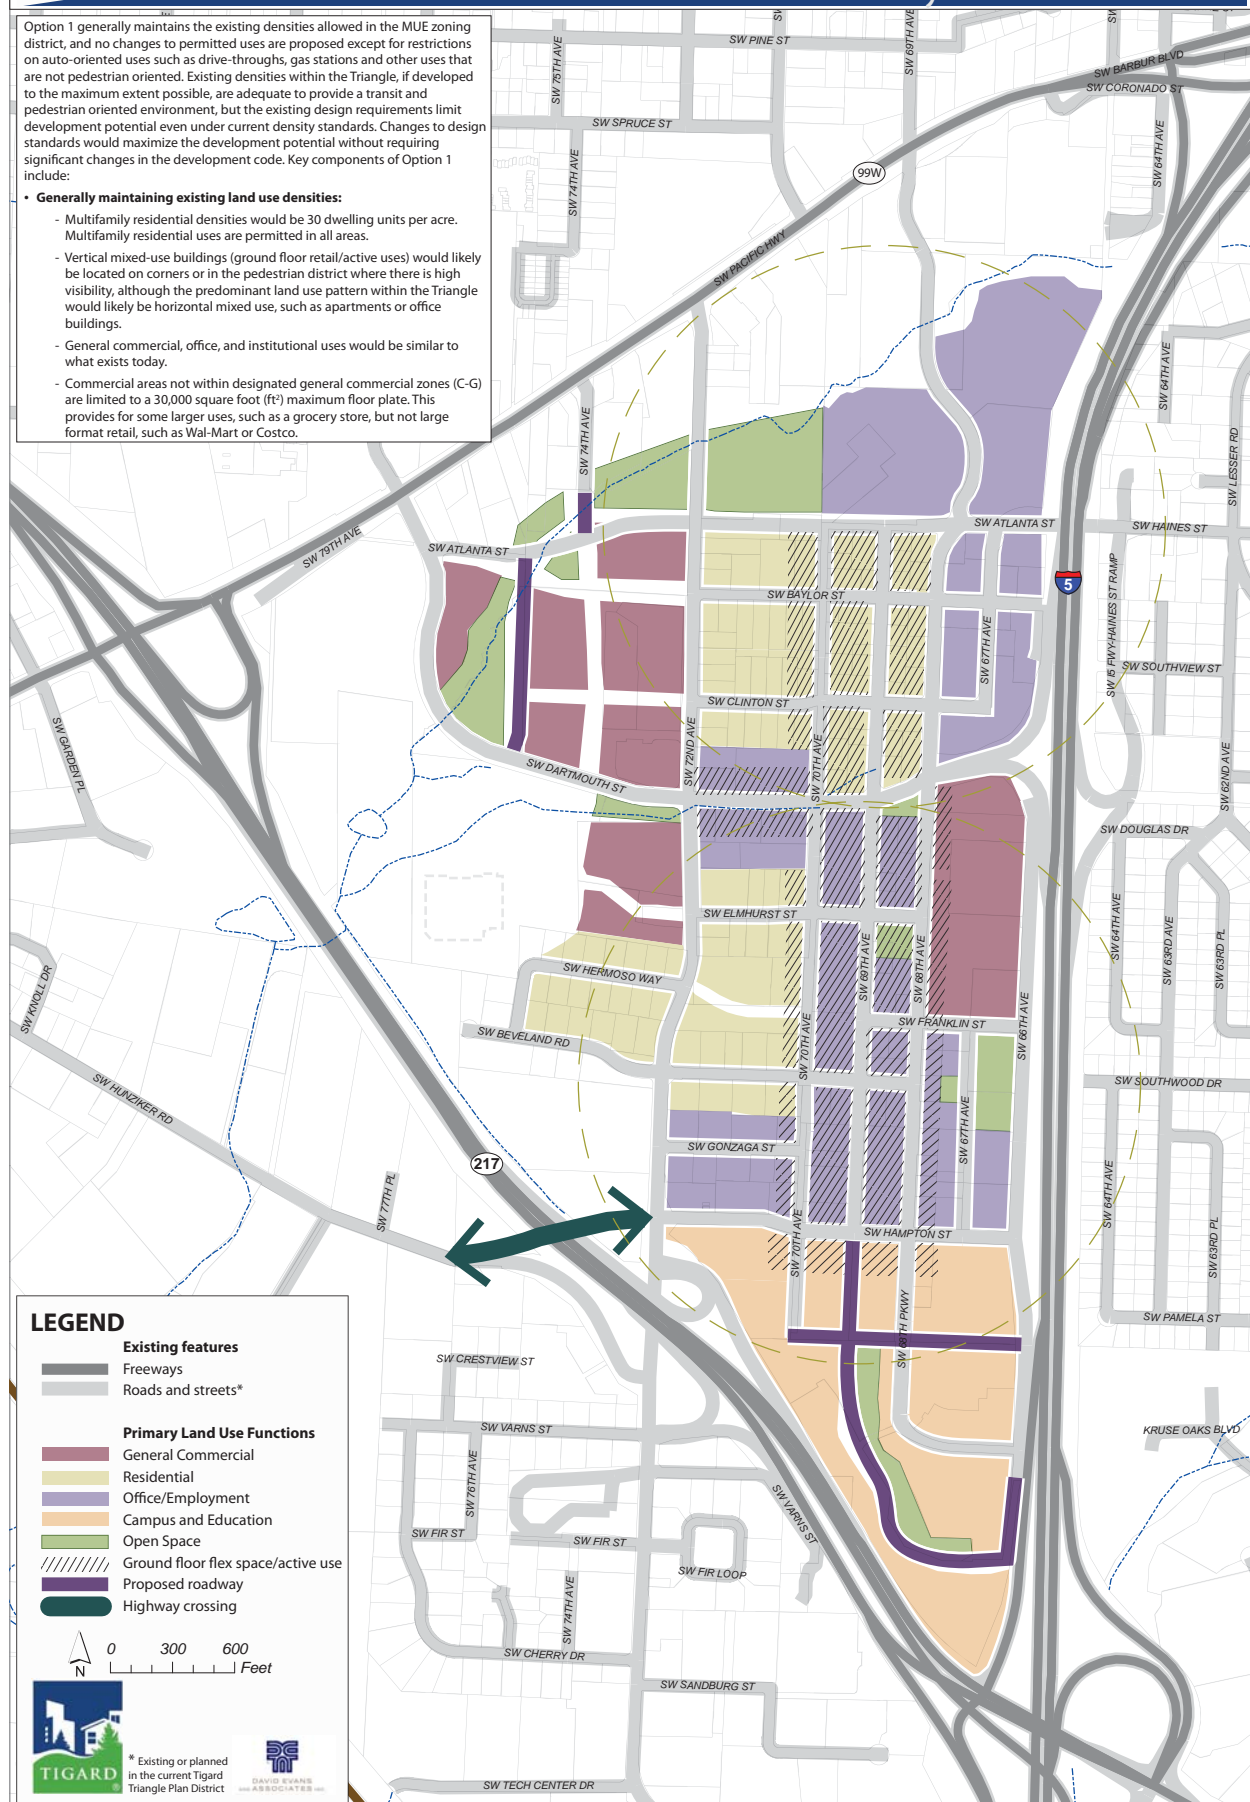 Option 1 generally maintains the existing densities allowed in the MUE zoning
district, and no changes to permitted uses are proposed except for restrictions
on auto-oriented uses such as drive-throughs, gas stations and other uses that
are not pedestrian oriented. Existing densities within the Triangle, if developed
to the maximum extent possible, are adequate to provide a transit and
pedestrian oriented environment, but the existing design requirements limit
development potential even under current density standards. Changes to design
standards would maximize the development potential without requiring
significant changes in the development code. Key components of Option 1
include:
• Generally maintaining existing land use densities:
- Multifamily residential densities would be 30 dwelling units per acre.
Multifamily residential uses are permitted in all areas.
- Vertical mixed-use buildings (ground floor retail/active uses) would likely
be located on corners or in the pedestrian district where there is high
visibility, although the predominant land use pattern within the Triangle
would likely be horizontal mixed use, such as apartments or office
buildings.
- General commercial, office, and institutional uses would be similar to
what exists today.
- Commercial areas not within designated general commercial zones (C-G)
are limited to a 30,000 square foot (ft²) maximum floor plate. This
provides for some larger uses, such as a grocery store, but not large
format retail, such as Wal-Mart or Costco.
SW PINE ST
SW 75TH AVE
SW 69TH AVE
SW BARBUR BLVD
SW CORONADO ST
SW SPRUCE ST
SW 74TH AVE
SW 64TH AVE
99W
SW PACIFIC HWY
SW 64TH AVE
SW 74TH AVE
SW LESSER RD
SW 79TH AVE
SW ATLANTA ST
SW ATLANTA ST
SW HAINES ST
5
SW I5 FWY-HAINES ST RAMP
SW BAYLOR ST
SW 67TH AVE
SW SOUTHVIEW ST
SW CLINTON ST
SW GARDEN PL
SW 72ND AVE
SW 70TH AVE
SW 62ND AVE
SW DARTMOUTH ST
SW DOUGLAS DR
SW ELMHURST ST
SW 64TH AVE
SW 63RD AVE
SW 63RD PL
SW HERMOSO WAY
SW 69TH AVE
SW 68TH AVE
SW KNOLL DR
SW FRANKLIN ST
SW BEVELAND RD
SW 70TH AVE
SW 66TH AVE
SW HUNZIKER RD
SW SOUTHWOOD DR
SW 67TH AVE
SW GONZAGA ST
217
SW 77TH PL
SW 64TH AVE
SW 63RD PL
SW HAMPTON ST
SW 70TH AVE
SW 68TH PKWY
SW PAMELA ST
SW CRESTVIEW ST
SW VARNS ST
KRUSE OAKS BLVD
SW 76TH AVE
SW VARNS ST
SW FIR ST
SW FIR ST
SW FIR LOOP
SW 74TH AVE
SW CHERRY DR
SW SANDBURG ST
SW TECH CENTER DR
LEGEND
Existing features
Freeways
Roads and streets*
Primary Land Use Functions
General Commercial
Residential
Office/Employment
Campus and Education
Open Space
Ground floor flex space/active use
Proposed roadway
Highway crossing
N
0 300 600
Feet
TIGARD
* Existing or planned
in the current Tigard
Triangle Plan District
DAVID EVANS
AND ASSOCIATES INC.